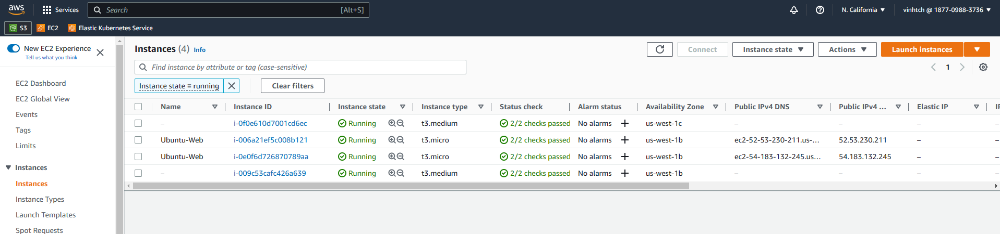 aws Services Search [Alt+S] N. California vinhtch @ 1877-0988-3736
S3 EC2 Elastic Kubernetes Service
New EC2 Experience
Tell us what you think
EC2 Dashboard
EC2 Global View
Events
Tags
Limits
Instances
Instances
Instance Types
Launch Templates
Spot Requests
Instances (4) Info Connect Instance state Actions Launch instances
Find instance by attribute or tag (case-sensitive) 1
Instance state = running Clear filters
Name Instance ID Instance state Instance type Status check Alarm status Availability Zone Public IPv4 DNS Public IPv4 ... Elastic IP IP
– i-0f0e610d7001cd6ec Running t3.medium 2/2 checks passed No alarms + us-west-1c – – – –
Ubuntu-Web i-006a21ef5c008b121 Running t3.micro 2/2 checks passed No alarms + us-west-1b ec2-52-53-230-211.us-... 52.53.230.211 – –
Ubuntu-Web i-0e0f6d726870789aa Running t3.micro 2/2 checks passed No alarms + us-west-1b ec2-54-183-132-245.us... 54.183.132.245 – –
– i-009c53cafc426a639 Running t3.medium 2/2 checks passed No alarms + us-west-1b – – – –